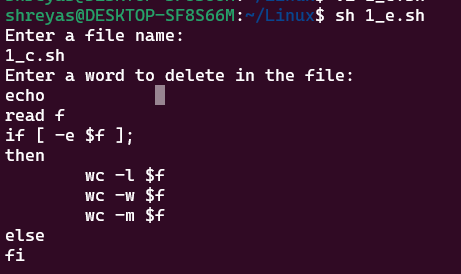 shreyas@DESKTOP-SF8S66M:~/Linux$ sh 1_e.sh
Enter a file name:
1_c.sh
Enter a word to delete in the file:
echo
read f
if [ -e $f ];
then
        wc -l $f
        wc -w $f
        wc -m $f
else
fi